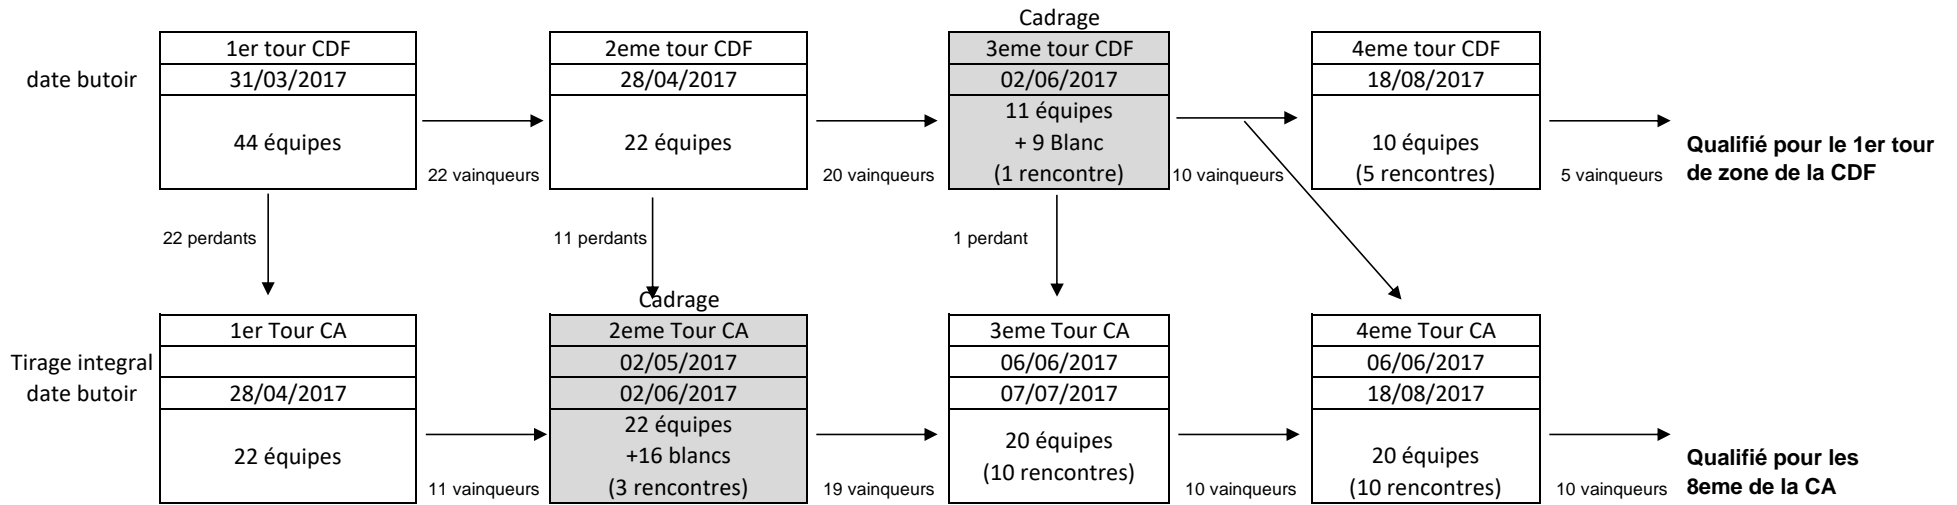 Cadrage
1er tour CDF
2eme tour CDF
3eme tour CDF
4eme tour CDF
date butoir
31/03/2017
28/04/2017
02/06/2017
18/08/2017
44 équipes
22 équipes
11 équipes
+ 9 Blanc
(1 rencontre)
10 équipes
(5 rencontres)
Qualifié pour le 1er tour
de zone de la CDF
22 vainqueurs
20 vainqueurs
10 vainqueurs
5 vainqueurs
22 perdants
11 perdants
1 perdant
Cadrage
1er Tour CA
2eme Tour CA
3eme Tour CA
4eme Tour CA
Tirage integral
02/05/2017
06/06/2017
06/06/2017
date butoir
28/04/2017
02/06/2017
07/07/2017
18/08/2017
22 équipes
22 équipes
+16 blancs
(3 rencontres)
20 équipes
(10 rencontres)
20 équipes
(10 rencontres)
Qualifié pour les
8eme de la CA
11 vainqueurs
19 vainqueurs
10 vainqueurs
10 vainqueurs